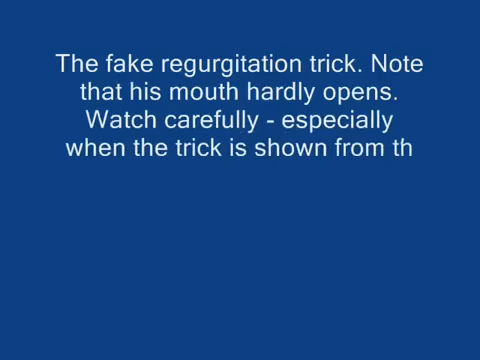 The fake regurgitation trick. Note
that his mouth hardly opens.
Watch carefully - especially
when the trick is shown from th